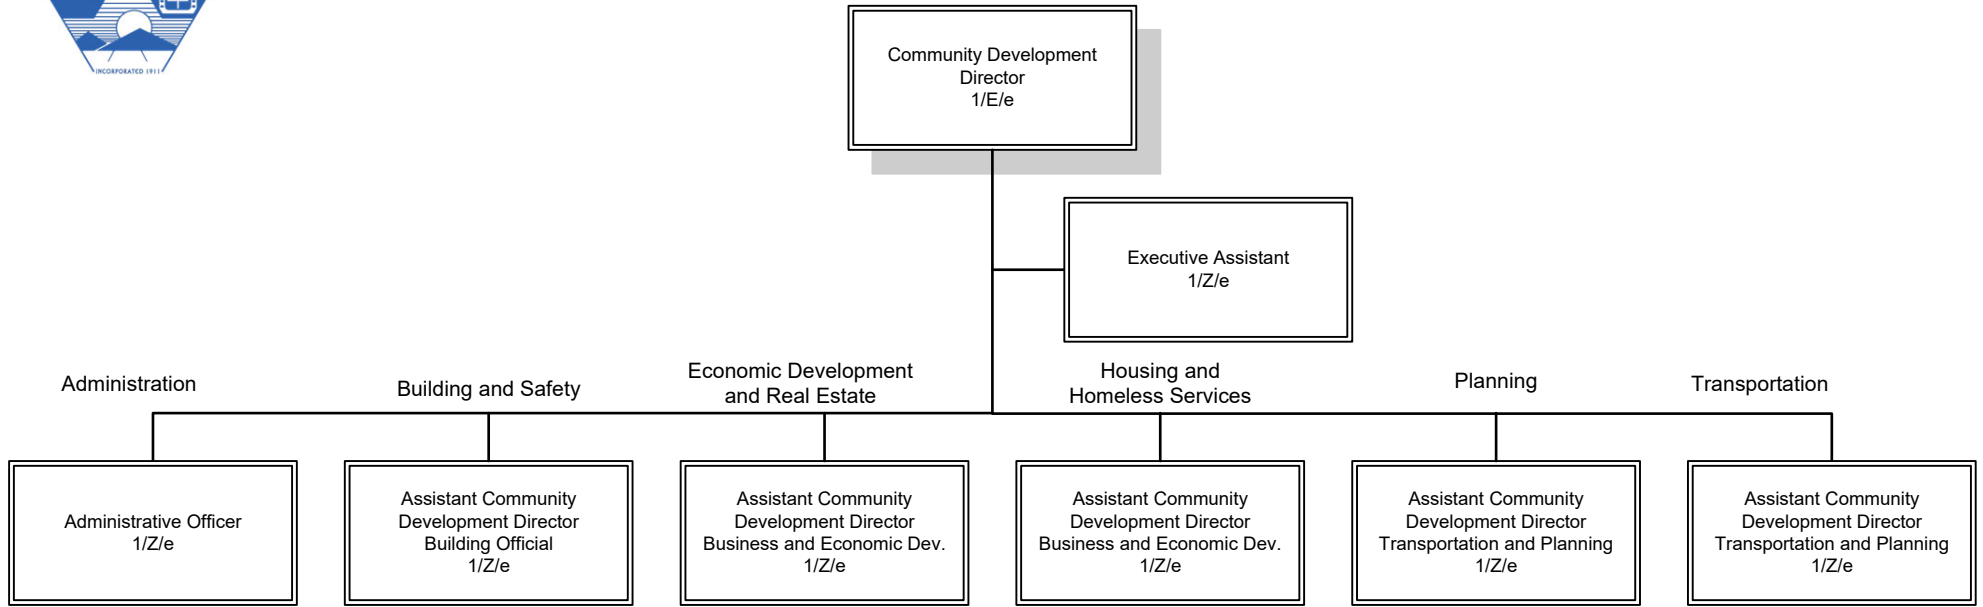 INCORPORATED 1911
Community Development
Director
1/E/e
Executive Assistant
1/Z/e
Administration
Building and Safety
Economic Development
and Real Estate
Housing and
Homeless Services
Planning
Transportation
Administrative Officer
1/Z/e
Assistant Community
Development Director
Building Official
1/Z/e
Assistant Community
Development Director
Business and Economic Dev.
1/Z/e
Assistant Community
Development Director
Business and Economic Dev.
1/Z/e
Assistant Community
Development Director
Transportation and Planning
1/Z/e
Assistant Community
Development Director
Transportation and Planning
1/Z/e